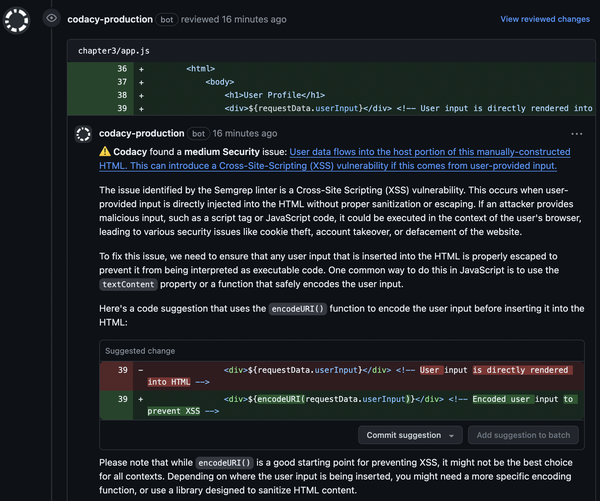 codacy-production bot reviewed 16 minutes ago View reviewed changes
chapter3/app.js
36 + <html>
37 + <body>
38 + <h1>User Profile</h1>
39 + <div>${requestData.userInput}</div> <!-- User input is directly rendered into
codacy-production bot 16 minutes ago ...
⚠️ Codacy found a medium Security issue: User data flows into the host portion of this manually-constructed
HTML. This can introduce a Cross-Site-Scripting (XSS) vulnerability if this comes from user-provided input.
The issue identified by the Semgrep linter is a Cross-Site Scripting (XSS) vulnerability. This occurs when user-
provided input is directly injected into the HTML without proper sanitization or escaping. If an attacker provides
malicious input, such as a script tag or JavaScript code, it could be executed in the context of the user's browser,
leading to various security issues like cookie theft, account takeover, or defacement of the website.
To fix this issue, we need to ensure that any user input that is inserted into the HTML is properly escaped to
prevent it from being interpreted as executable code. One common way to do this in JavaScript is to use the
textContent property or a function that safely encodes the user input.
Here's a code suggestion that uses the encodeURI() function to encode the user input before inserting it into the
HTML:
Suggested change
39 - <div>${requestData.userInput}</div> <!-- User input is directly rendered
into HTML -->
39 + <div>${encodeURI(requestData.userInput)}</div> <!-- Encoded user input to
prevent XSS -->
Commit suggestion Add suggestion to batch
Please note that while encodeURI() is a good starting point for preventing XSS, it might not be the best choice
for all contexts. Depending on where the user input is being inserted, you might need a more specific encoding
function, or use a library designed to sanitize HTML content.